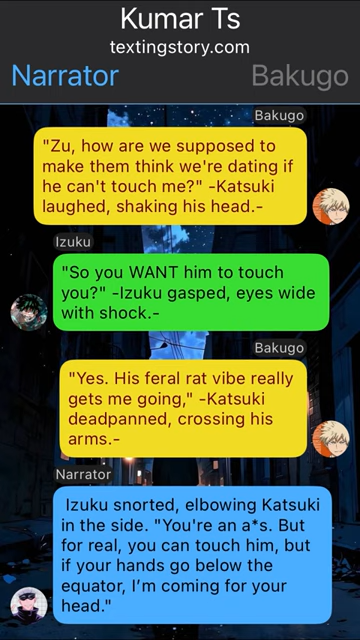 Kumar Ts
textingstory.com
Narrator Bakugo
Bakugo
"Zu, how are we supposed to
make them think we're dating if
he can't touch me?" -Katsuki
laughed, shaking his head.-
Izuku
"So you WANT him to touch
you?" -Izuku gasped, eyes wide
with shock.-
Bakugo
"Yes. His feral rat vibe really
gets me going," -Katsuki
deadpanned, crossing his
arms.-
Narrator
Izuku snorted, elbowing Katsuki
in the side. "You're an a*s. But
for real, you can touch him, but
if your hands go below the
equator, I'm coming for your
head."